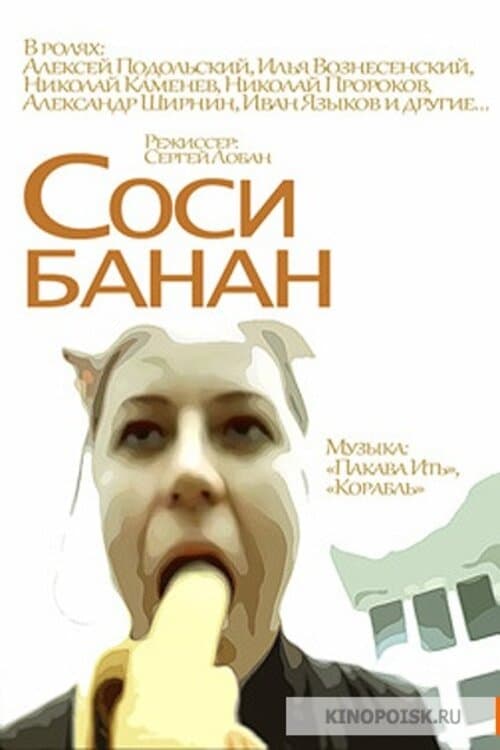 В ролях:
Алексей Подольский, Илья Вознесенский,
Николай Каменев, Николай Пророков,
Александр Ширнин, Иван Языков и другие...
Режиссер:
Сергей Лобан
Соси
банан
Музыка:
«Пакава Ить»,
«Корабль»
KINOPOISK.RU